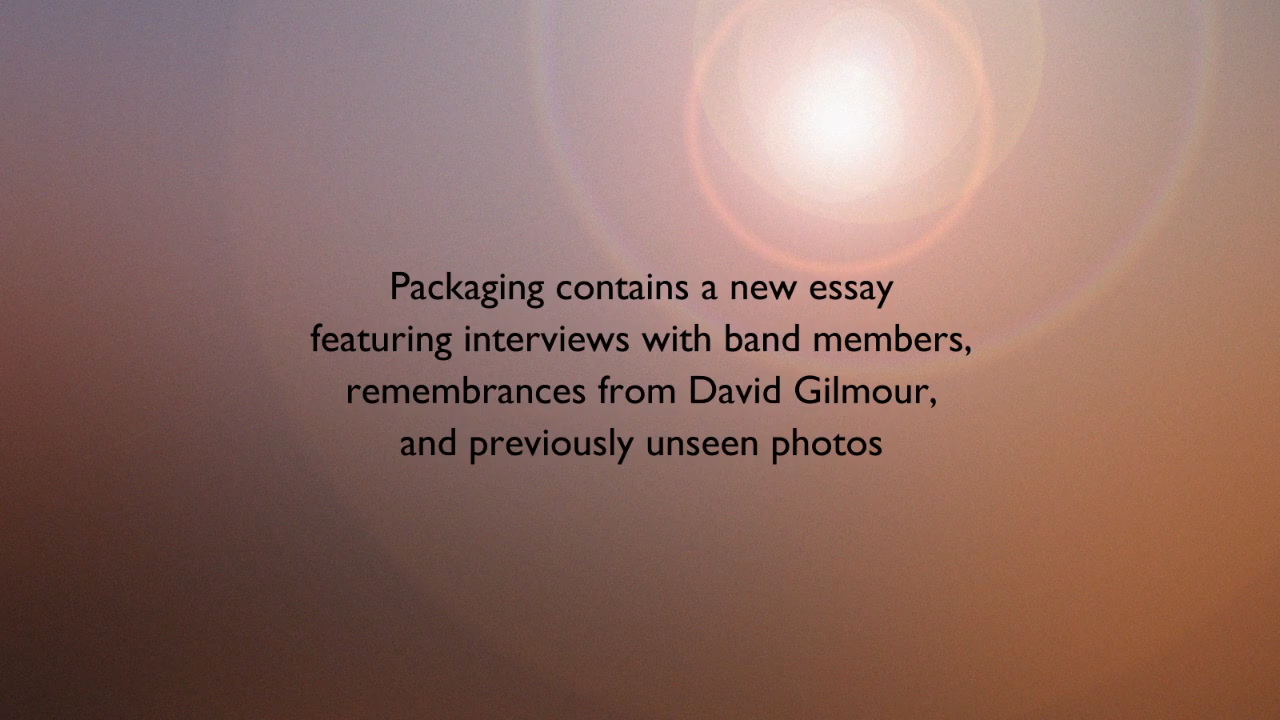 Packaging contains a new essay
featuring interviews with band members,
remembrances from David Gilmour,
and previously unseen photos